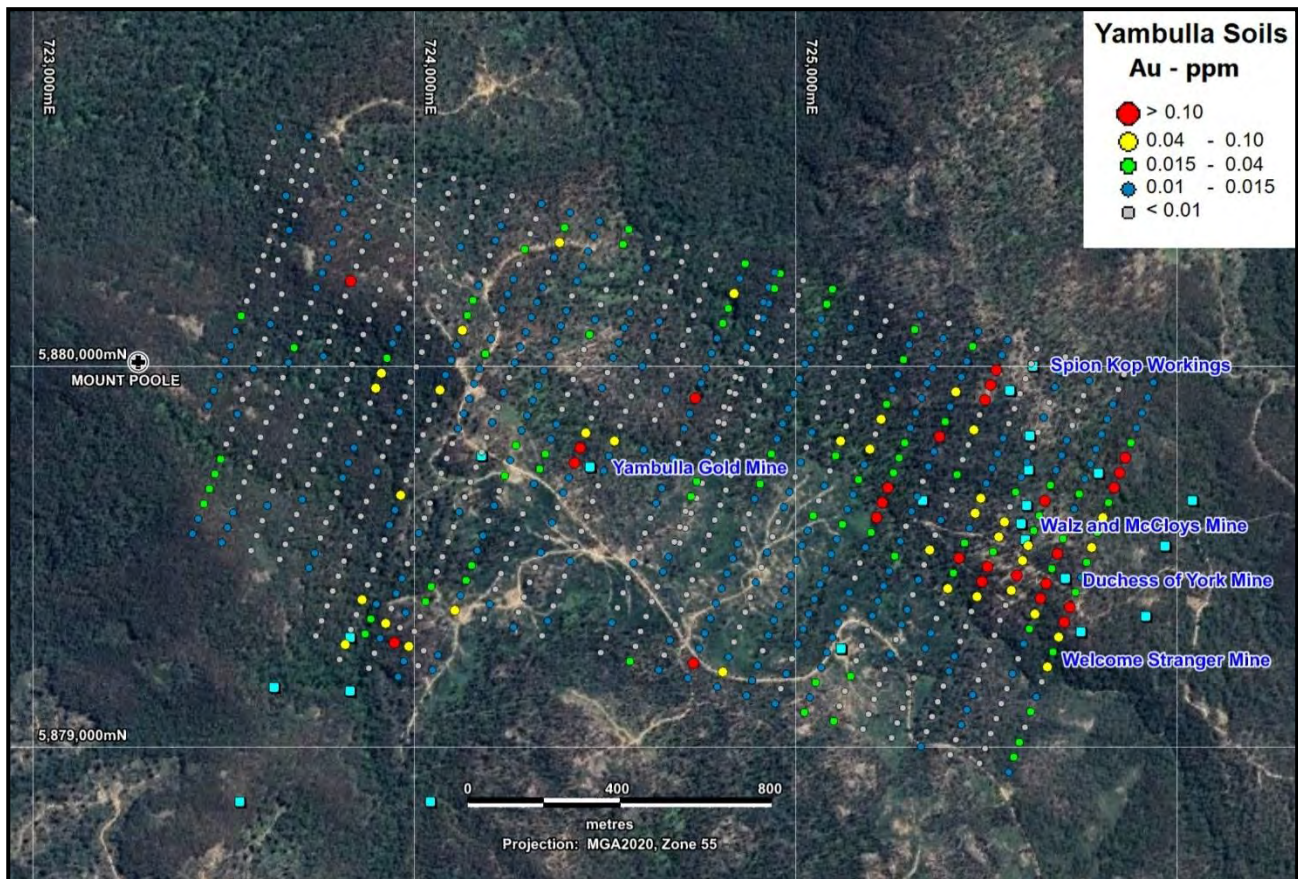 Yambulla Soils
Au - ppm
> 0.10
0.04 - 0.10
0.015 - 0.04
0.01 - 0.015
< 0.01
723,000mE
724,000mE
725,000mE
5,880,000mN
MOUNT POOLE
Spion Kop Workings
Yambulla Gold Mine
Walz and McCloys Mine
Duchess of York Mine
Welcome Stranger Mine
5,879,000mN
0 400 800
metres
Projection: MGA2020, Zone 55